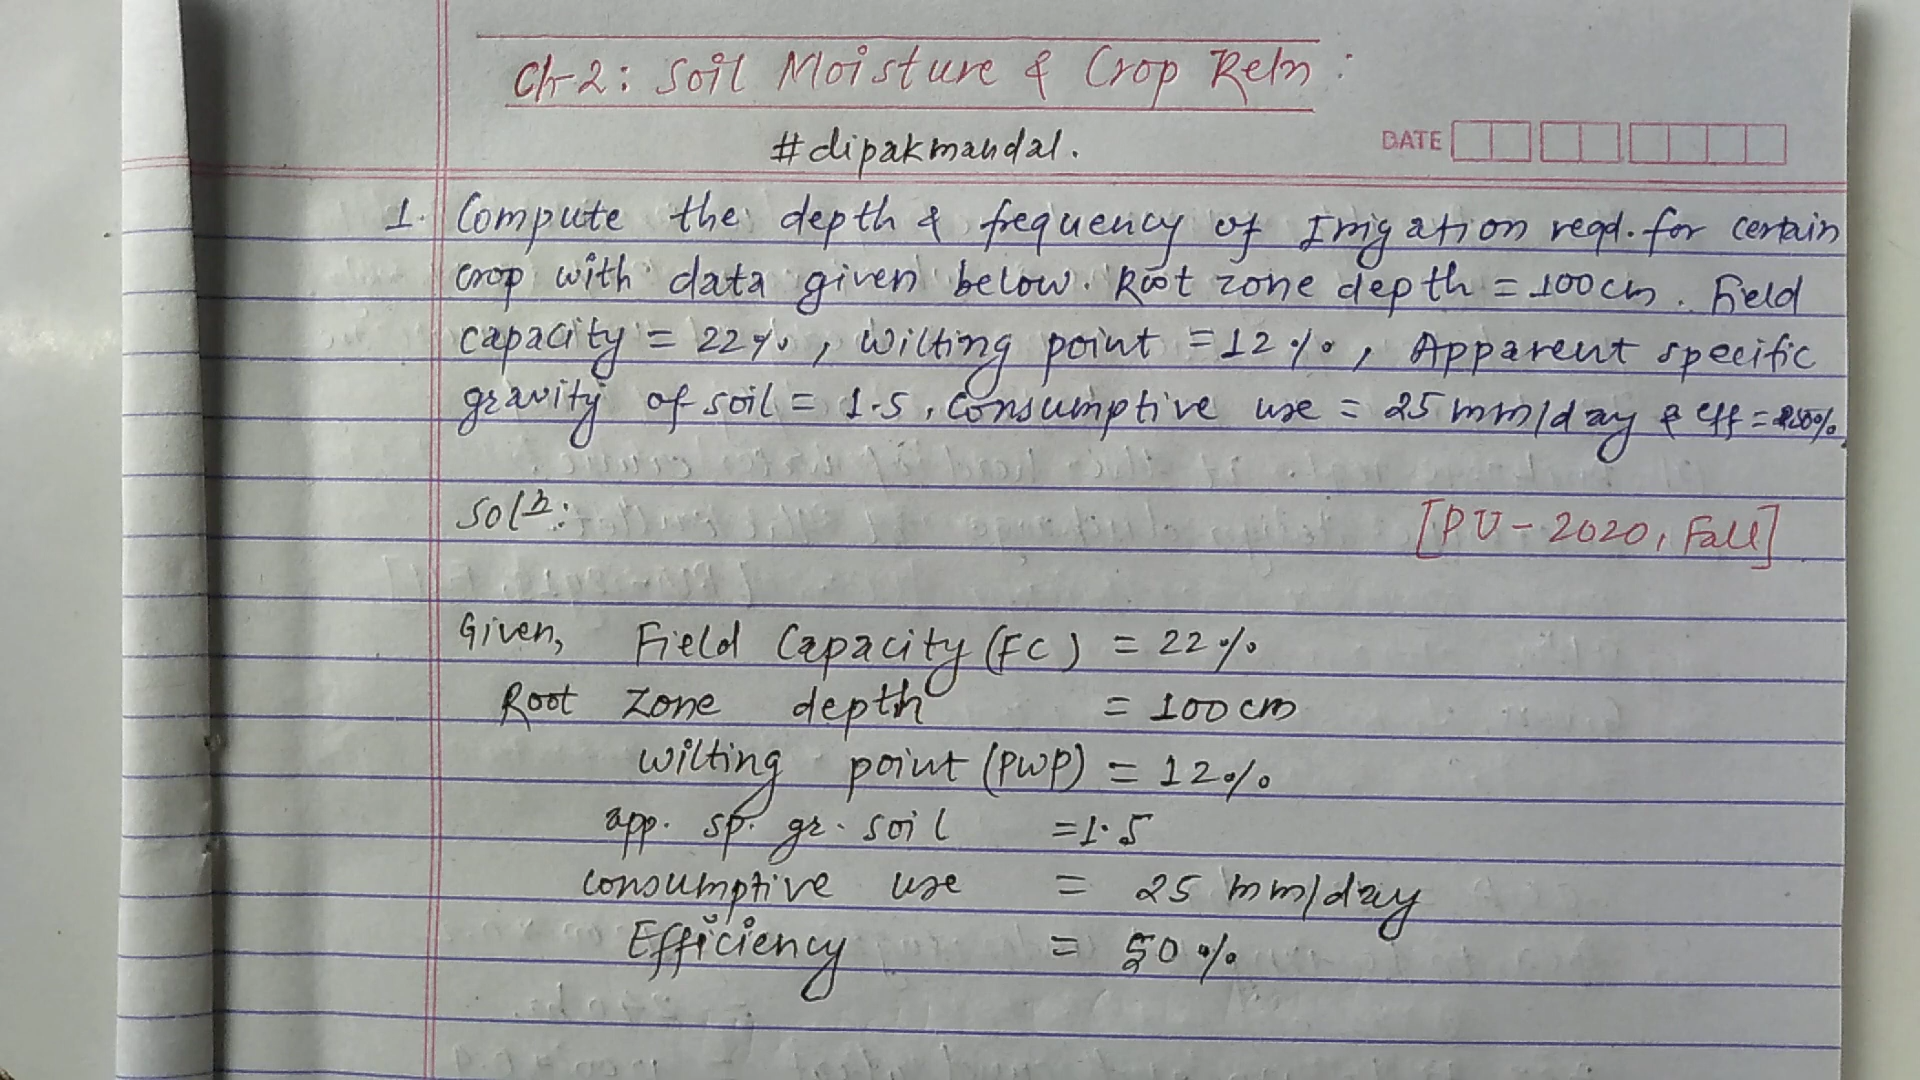 Ch-2: Soil Moisture & Crop Reln:
#dipakmandal.
DATE
1. Compute the depth & frequency of Irrigation reqd. for certain
crop with data given below. Root zone depth = 100cm. Field
capacity = 22%, Wilting point = 12%, Apparent specific
gravity of soil = 1.5, Consumptive use = 25 mm/day & eff = 50%.
Solⁿ:
[PU - 2020, Fall]
Given, Field Capacity (FC) = 22%
Root Zone depth = 100 cm
wilting point (PWP) = 12%
app. sp. gr. soil = 1.5
consumptive use = 25 mm/day
Efficiency = 50%